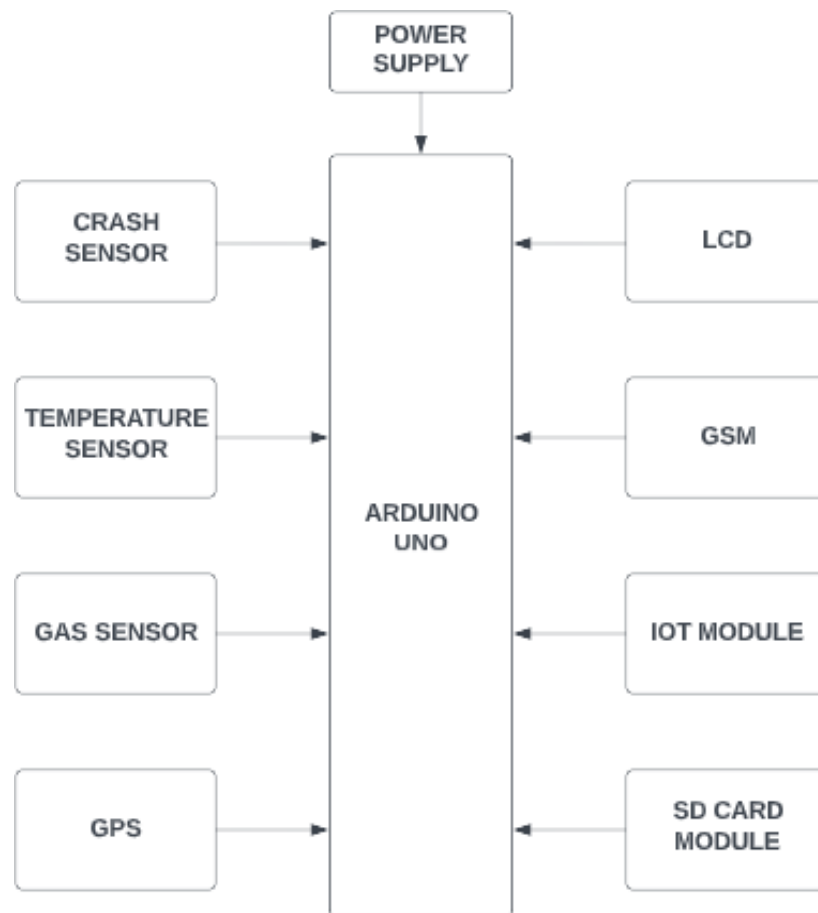 POWER
SUPPLY
CRASH
SENSOR
LCD
TEMPERATURE
SENSOR
GSM
ARDUINO
UNO
GAS SENSOR
IOT MODULE
GPS
SD CARD
MODULE